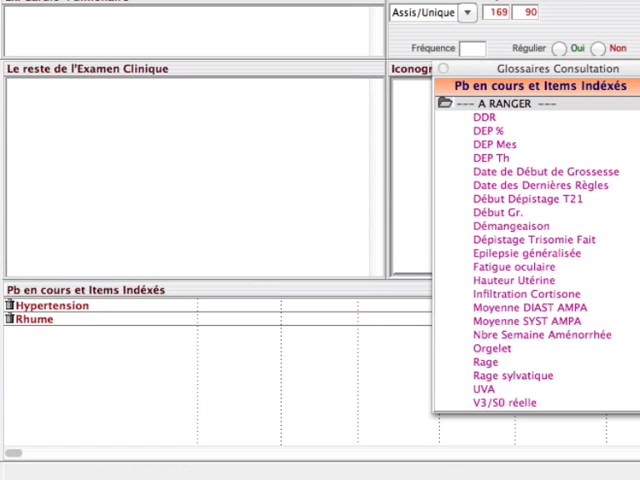 Assis/Unique 169 90
Fréquence Régulier Oui Non
Le reste de l'Examen Clinique
Glossaires Consultation
Pb en cours et Items Indéxés
--- A RANGER ---
DDR
DEP %
DEP Mes
DEP Th
Date de Début de Grossesse
Date des Dernières Règles
Début Dépistage T21
Début Gr.
Démangeaison
Dépistage Trisomie Fait
Epilepsie généralisée
Fatigue oculaire
Hauteur Utérine
Infiltration Cortisone
Moyenne DIAST AMPA
Moyenne SYST AMPA
Nbre Semaine Aménorrhée
Orgelet
Rage
Rage sylvatique
UVA
V3/S0 réelle
Pb en cours et Items Indéxés
Hypertension
Rhume